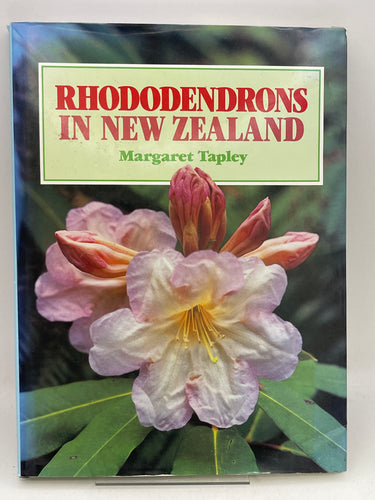 RHODODENDRONS
IN NEW ZEALAND
Margaret Tapley